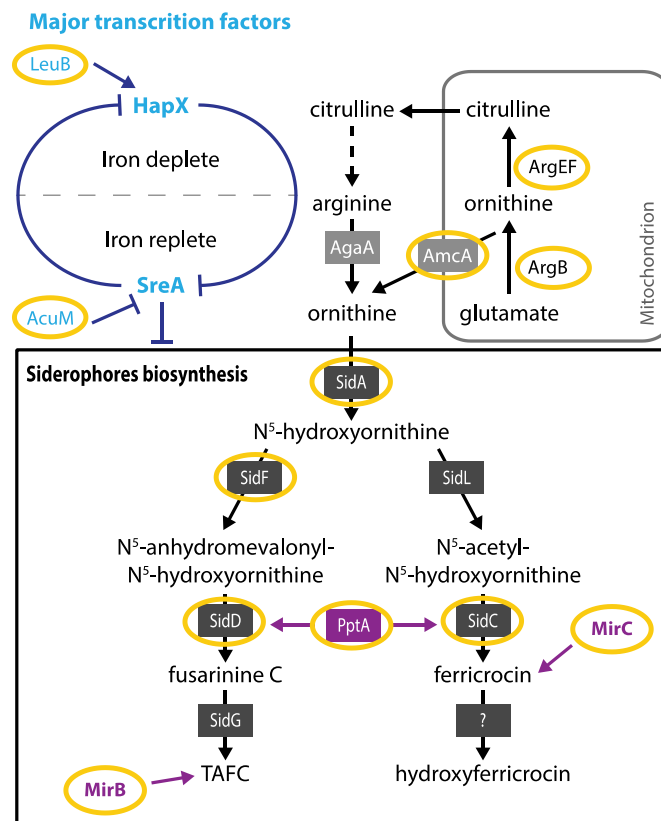 Major transcrition factors
LeuB
HapX
citrulline
citrulline
Iron deplete
ArgEF
arginine
ornithine
Iron replete
AgaA
AmcA
ArgB
Mitochondrion
SreA
AcuM
ornithine
glutamate
Siderophores biosynthesis
SidA
N⁵-hydroxyornithine
SidF
SidL
N⁵-anhydromevalonyl-
N⁵-hydroxyornithine
N⁵-acetyl-
N⁵-hydroxyornithine
SidD
PptA
SidC
MirC
fusarinine C
ferricrocin
SidG
?
MirB
TAFC
hydroxyferricrocin